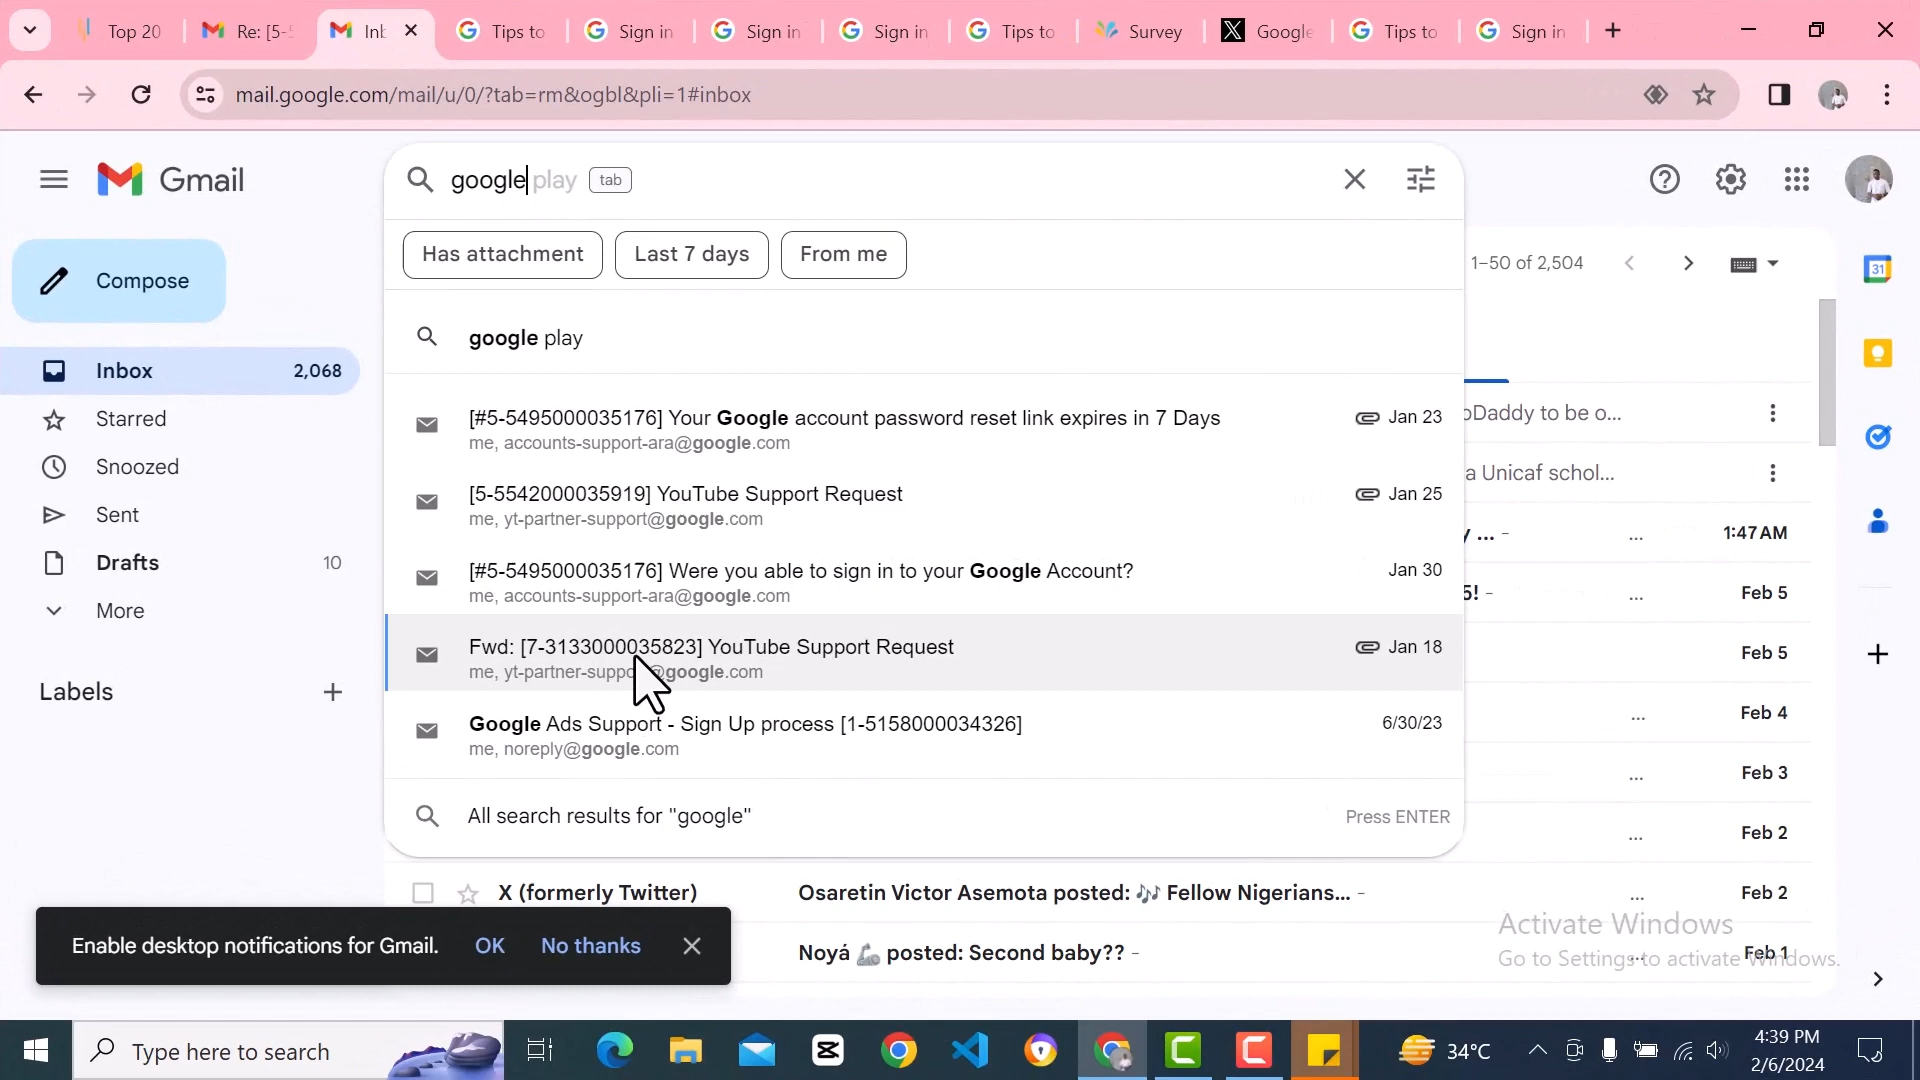 Top 20
Re: [5-5
Inb
Tips to
Sign in
Sign in
Sign in
Tips to
Survey
Google
Tips to
Sign in
mail.google.com/mail/u/0/?tab=rm&ogbl&pli=1#inbox
Gmail
google play tab
Compose
Has attachment
Last 7 days
From me
1–50 of 2,504
31
google play
Inbox 2,068
Starred
Snoozed
Sent
Drafts 10
More
Labels
[#5-5495000035176] Your Google account password reset link expires in 7 Days Jan 23
me, accounts-support-ara@google.com
[5-5542000035919] YouTube Support Request Jan 25
me, yt-partner-support@google.com
[#5-5495000035176] Were you able to sign in to your Google Account? Jan 30
me, accounts-support-ara@google.com
Fwd: [7-3133000035823] YouTube Support Request Jan 18
me, yt-partner-suppo @google.com
Google Ads Support - Sign Up process [1-5158000034326] 6/30/23
me, noreply@google.com
All search results for "google" Press ENTER
oDaddy to be o...
a Unicaf schol...
y ... - ... 1:47 AM
5! - ... Feb 5
... Feb 5
... Feb 4
... Feb 3
... Feb 2
X (formerly Twitter) Osaretin Victor Asemota posted: 🎶 Fellow Nigerians... - ... Feb 2
Noyá 🦾 posted: Second baby?? - ... Feb 1
Enable desktop notifications for Gmail. OK No thanks
Activate Windows
Go to Settings to activate Windows.
Type here to search
34°C
4:39 PM
2/6/2024